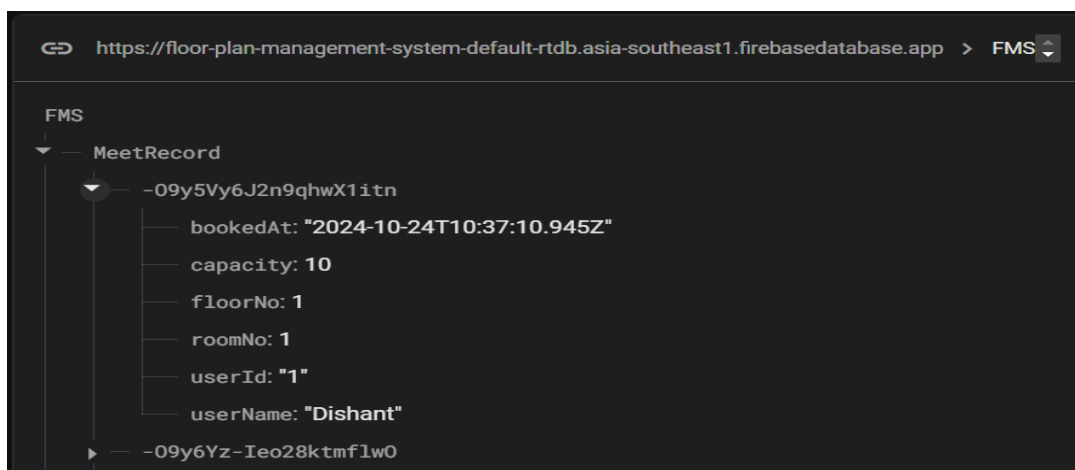 https://floor-plan-management-system-default-rtdb.asia-southeast1.firebasedatabase.app > FMS
FMS
MeetRecord
-O9y5Vy6J2n9qhwX1itn
bookedAt: "2024-10-24T10:37:10.945Z"
capacity: 10
floorNo: 1
roomNo: 1
userId: "1"
userName: "Dishant"
-O9y6Yz-Ieo28ktmflwO